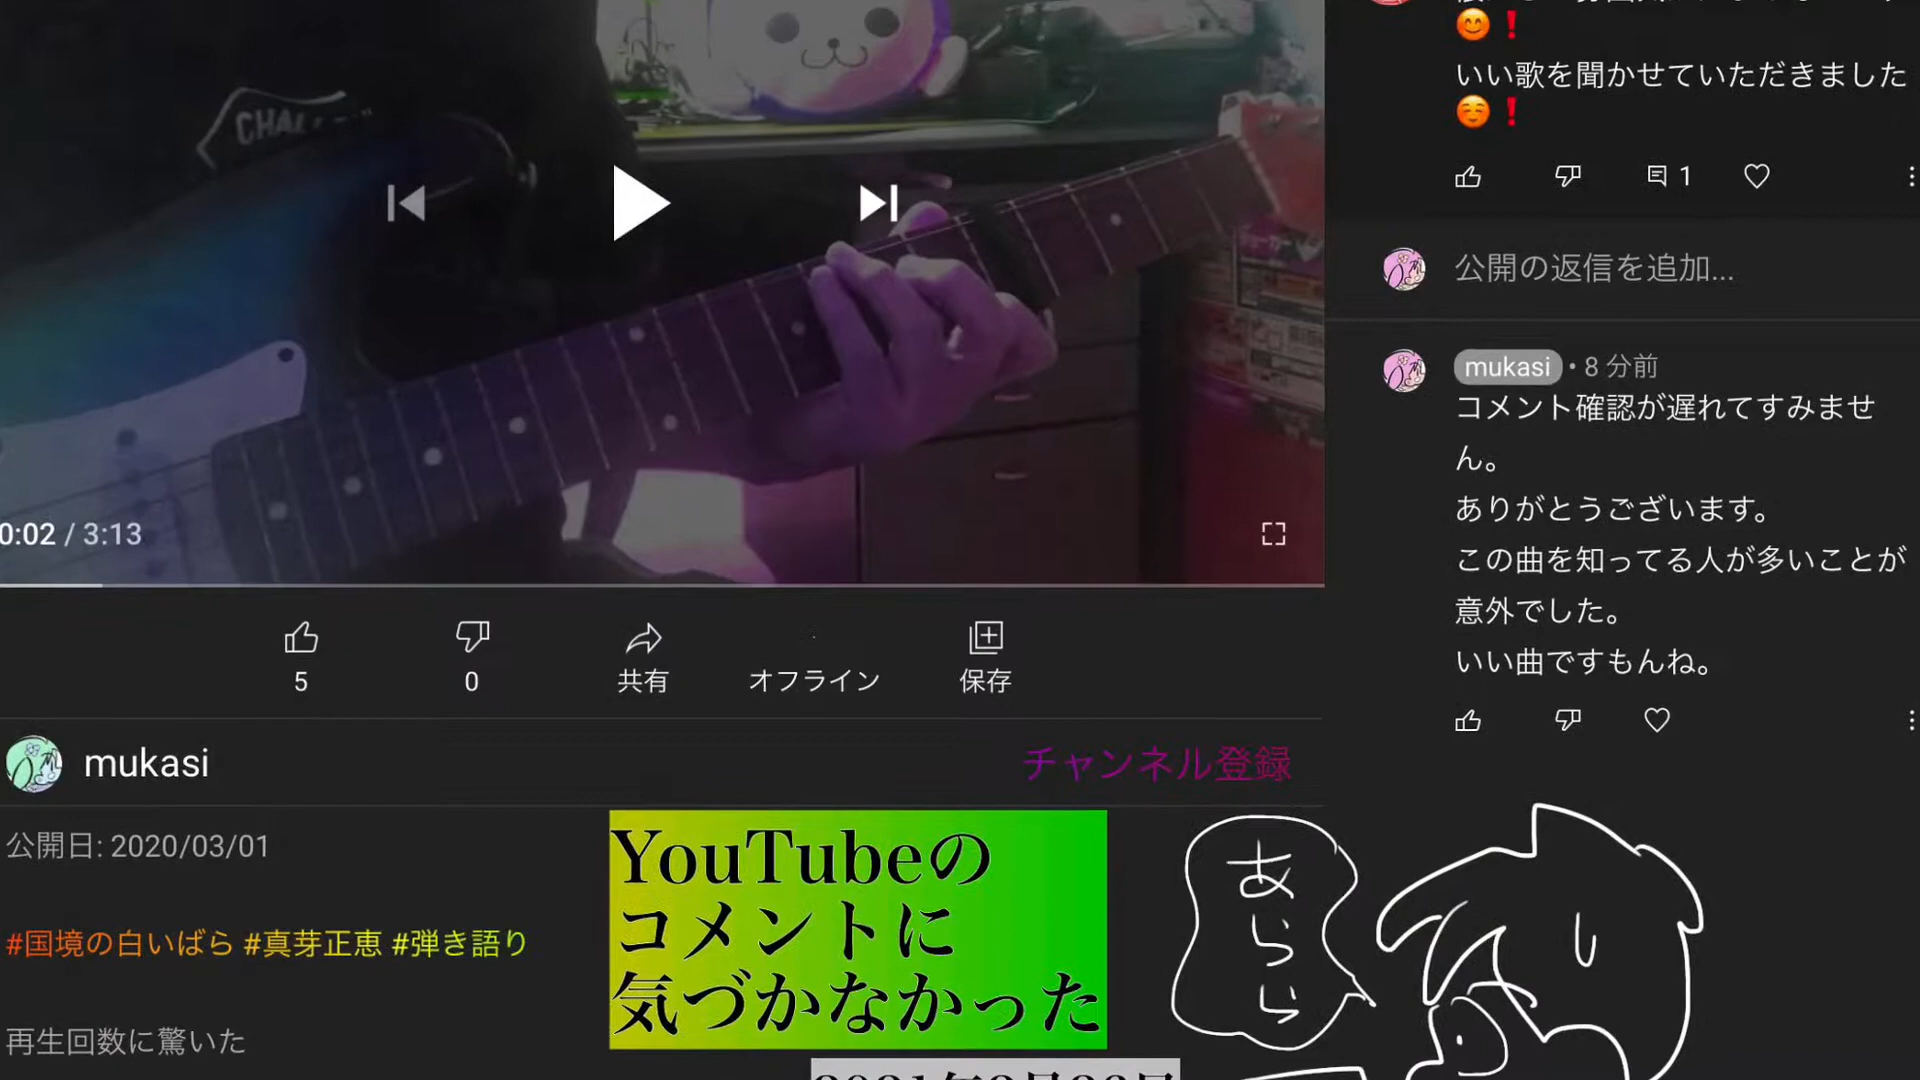 いい歌を聞かせていただきました
😊❗
1
公開の返信を追加...
mukasi • 8 分前
コメント確認が遅れてすみませ
ん。
ありがとうございます。
この曲を知ってる人が多いことが
意外でした。
いい曲ですもんね。
0:02 / 3:13
5
0
共有
オフライン
保存
mukasi
チャンネル登録
公開日: 2020/03/01
#国境の白いばら #真芽正恵 #弾き語り
再生回数に驚いた
YouTubeの
コメントに
気づかなかった
あらら